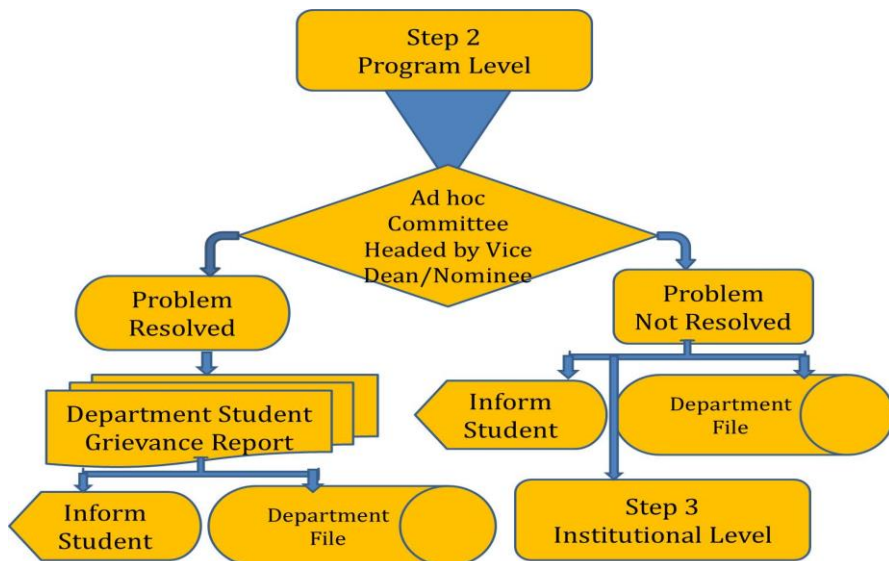 Step 2
Program Level
Ad hoc
Committee
Headed by Vice
Dean/Nominee
Problem
Resolved
Problem
Not Resolved
Department Student
Grievance Report
Inform
Student
Department
File
Inform
Student
Department
File
Step 3
Institutional Level